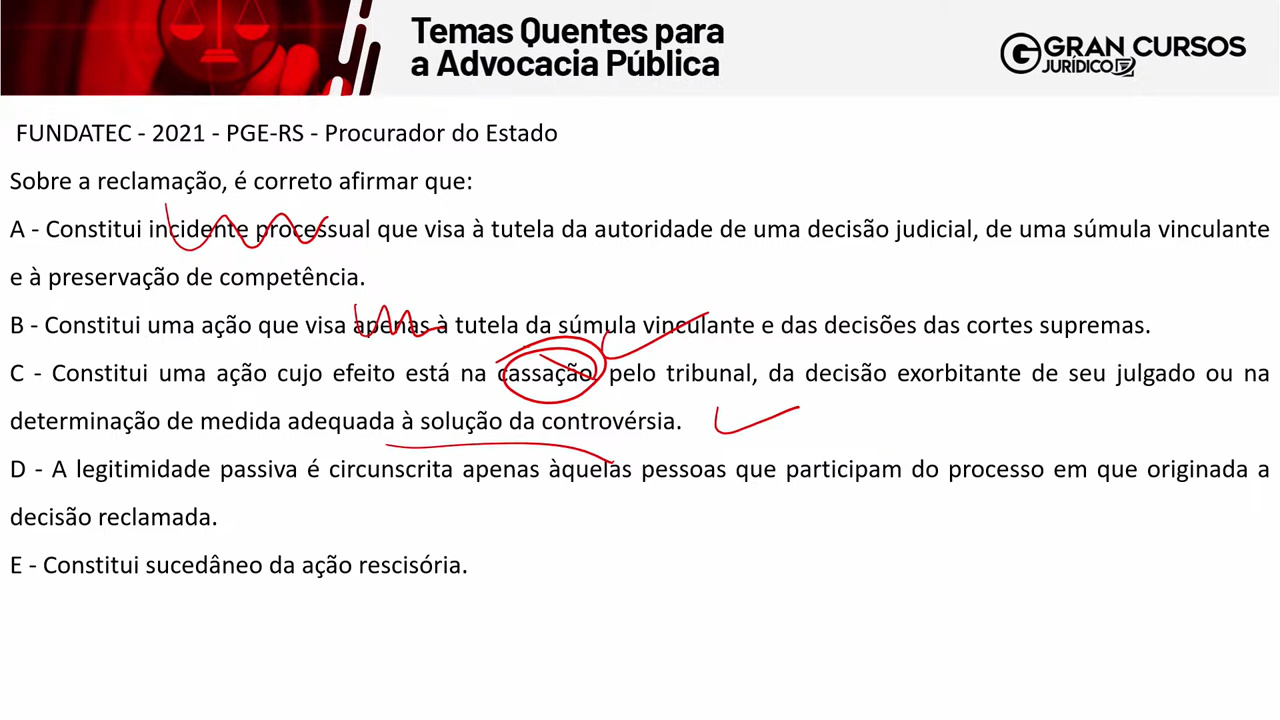 Temas Quentes para
a Advocacia Pública
GRAN CURSOS
JURÍDICO
FUNDATEC - 2021 - PGE-RS - Procurador do Estado
Sobre a reclamação, é correto afirmar que:
A - Constitui incidente processual que visa à tutela da autoridade de uma decisão judicial, de uma súmula vinculante
e à preservação de competência.
B - Constitui uma ação que visa apenas à tutela da súmula vinculante e das decisões das cortes supremas.
C - Constitui uma ação cujo efeito está na cassação, pelo tribunal, da decisão exorbitante de seu julgado ou na
determinação de medida adequada à solução da controvérsia.
D - A legitimidade passiva é circunscrita apenas àquelas pessoas que participam do processo em que originada a
decisão reclamada.
E - Constitui sucedâneo da ação rescisória.